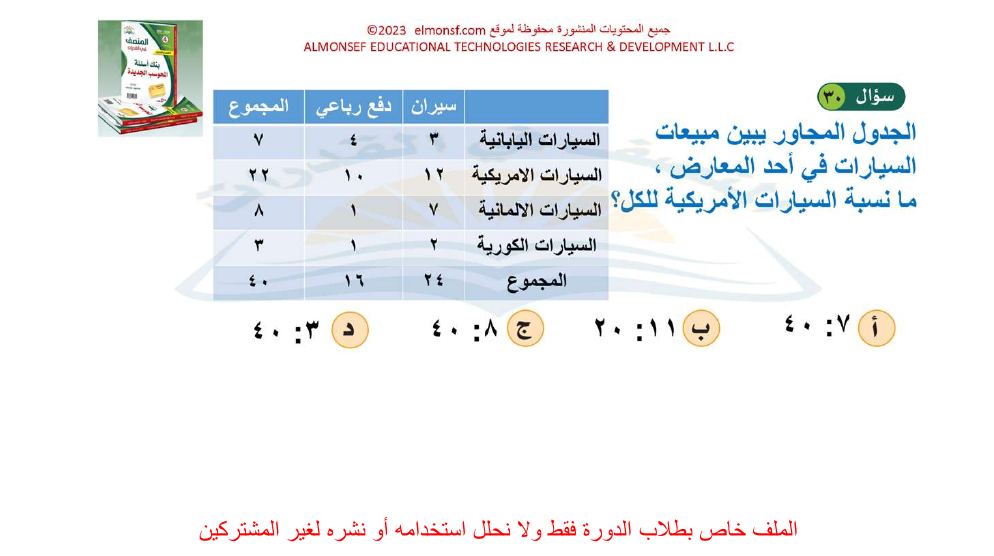 جميع المحتويات المنشورة محفوظة لموقع elmonsf.com ©2023
ALMONSEF EDUCATIONAL TECHNOLOGIES RESEARCH & DEVELOPMENT L.L.C
المنصف
في القدرات
بنك أسئلة
المحوسب الجديدة
سؤال ٣٠
الجدول المجاور يبين مبيعات
السيارات في أحد المعارض ،
ما نسبة السيارات الأمريكية للكل؟
سيران دفع رباعي المجموع
السيارات اليابانية ٣ ٤ ٧
السيارات الامريكية ١٢ ١٠ ٢٢
السيارات الالمانية ٧ ١ ٨
السيارات الكورية ٢ ١ ٣
المجموع ٢٤ ١٦ ٤٠
أ ٧: ٤٠
ب ١١: ٢٠
ج ٨: ٤٠
د ٣: ٤٠
الملف خاص بطلاب الدورة فقط ولا نحلل استخدامه أو نشره لغير المشتركين